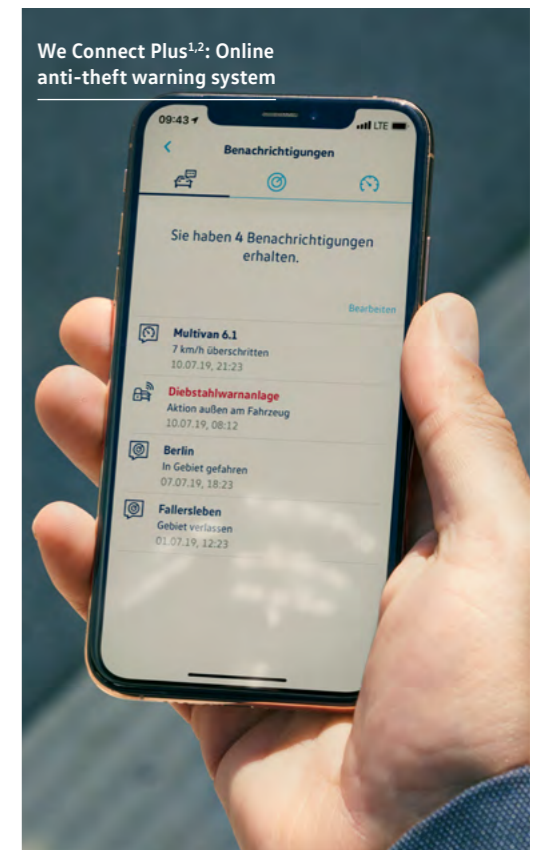 We Connect Plus1,2: Online
anti-theft warning system
09:43
LTE
Benachrichtigungen
Sie haben 4 Benachrichtigungen
erhalten.
Bearbeiten
Multivan 6.1
7 km/h überschritten
10.07.19, 21:23
Diebstahlwarnanlage
Aktion außen am Fahrzeug
10.07.19, 08:12
Berlin
In Gebiet gefahren
07.07.19, 18:23
Fallersleben
Gebiet verlassen
01.07.19, 12:23